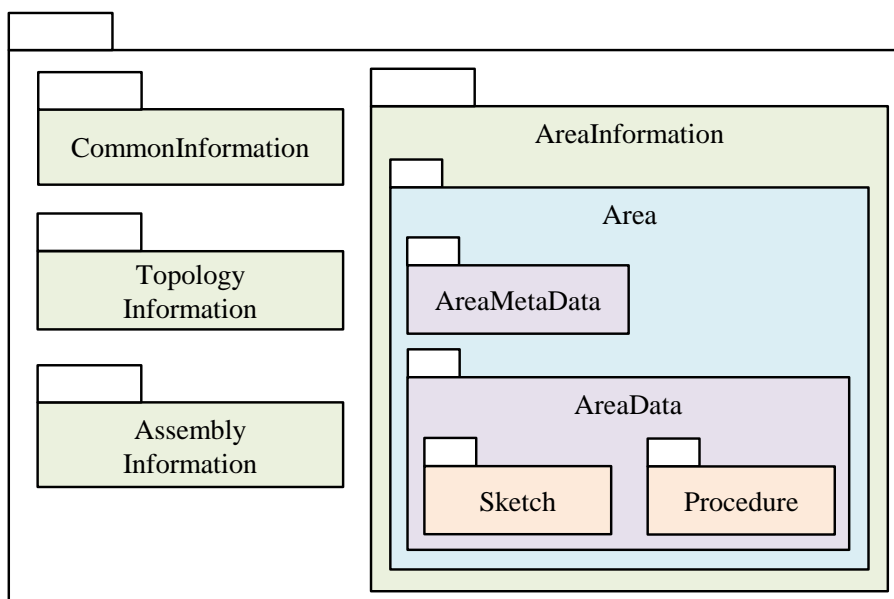 CommonInformation
Topology
Information
Assembly
Information
AreaInformation
Area
AreaMetaData
AreaData
Sketch
Procedure